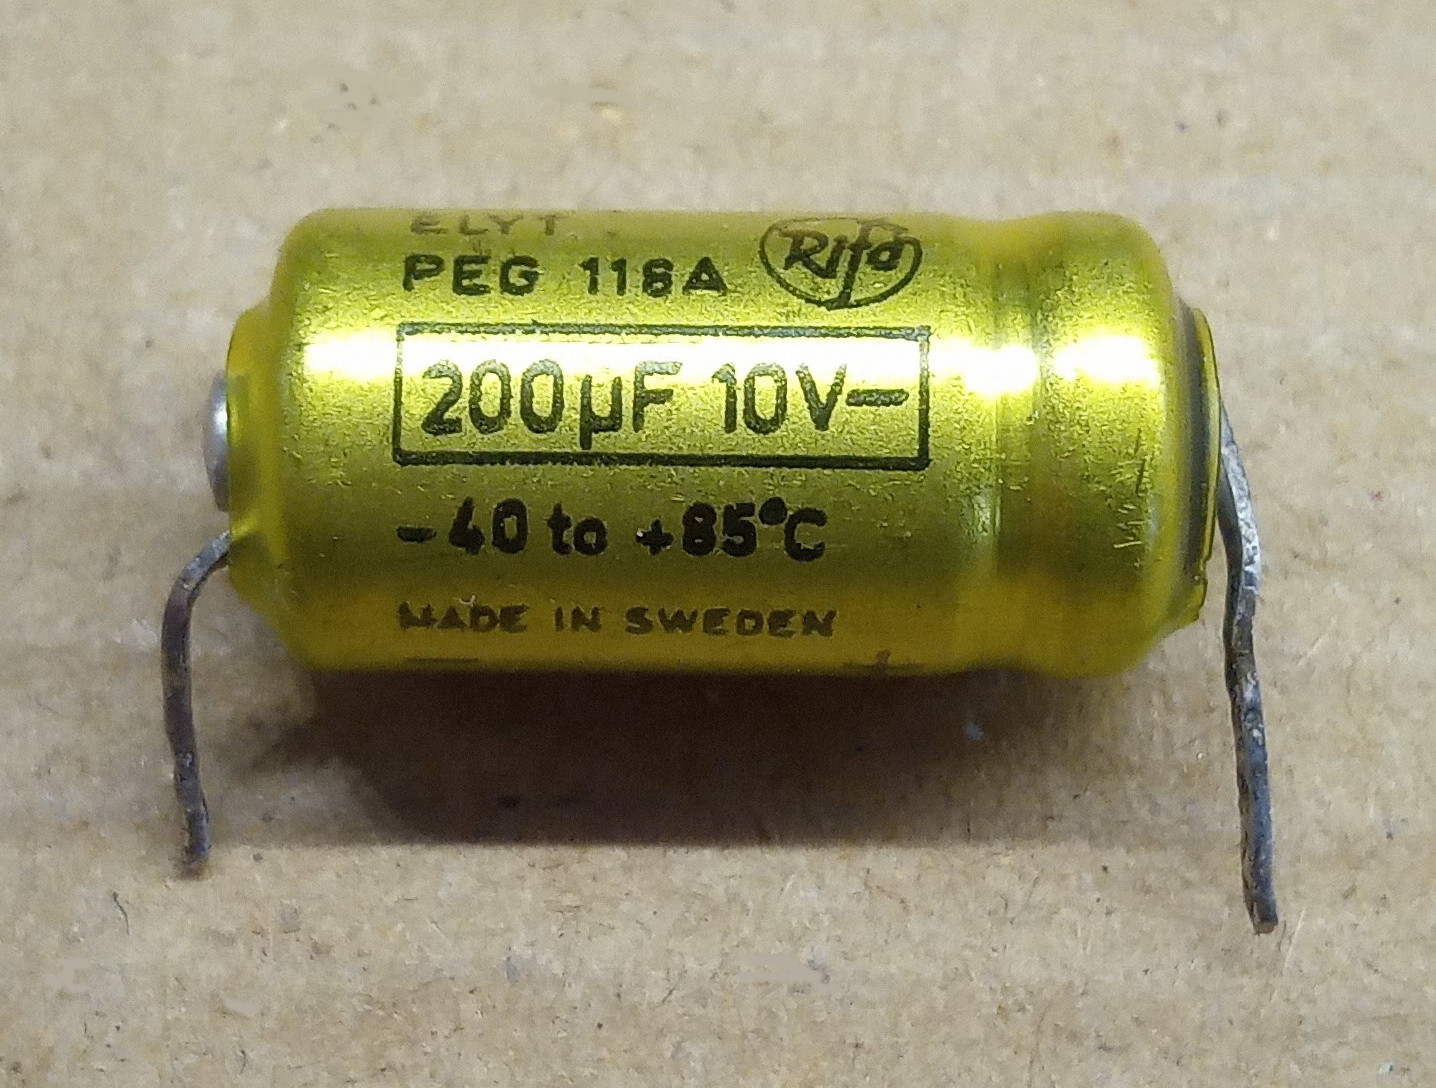 ELYT
PEG 118A Rifa
200µF 10V-
-40 to +85°C
MADE IN SWEDEN
- +